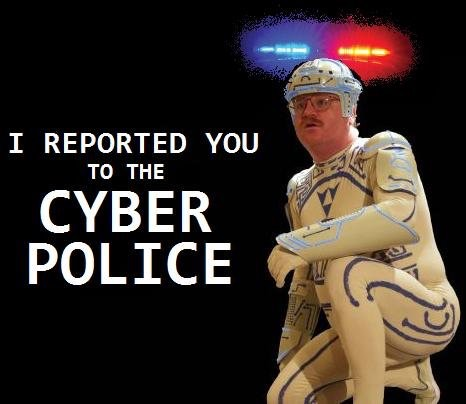 I REPORTED YOU
TO THE
CYBER
POLICE